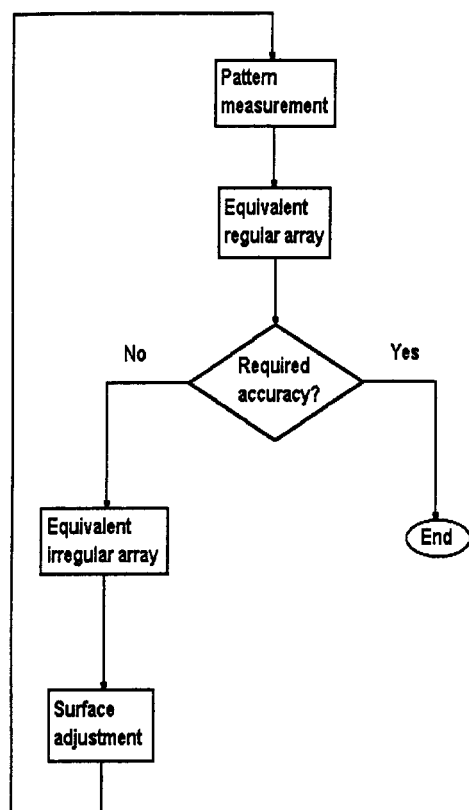 Pattern
measurement
Equivalent
regular array
Required
accuracy?
No
Yes
Equivalent
irregular array
End
Surface
adjustment